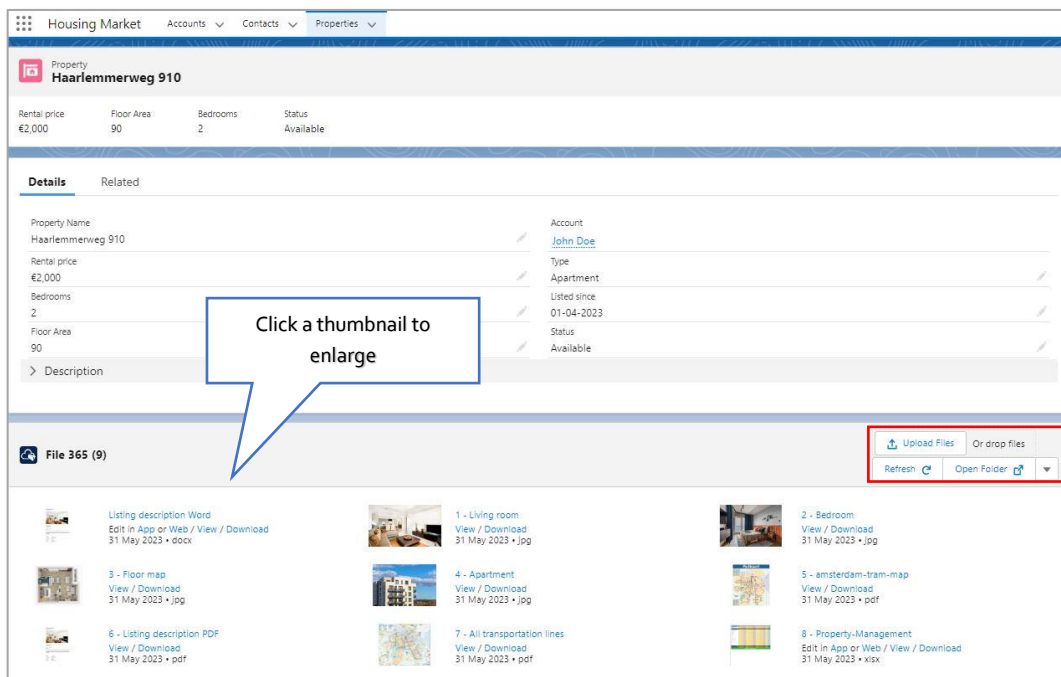 Housing Market Accounts Contacts Properties
Property
Haarlemmerweg 910
Rental price Floor Area Bedrooms Status
€2,000 90 2 Available
Details Related
Property Name Account
Haarlemmerweg 910 John Doe
Rental price Type
€2,000 Apartment
Bedrooms Listed since
2 01-04-2023
Floor Area Status
90 Available
Description
Click a thumbnail to
enlarge
File 365 (9)
Upload Files Or drop files
Refresh Open Folder
Listing description Word
Edit in App or Web / View / Download
31 May 2023 • docx
1 - Living room
View / Download
31 May 2023 • jpg
2 - Bedroom
View / Download
31 May 2023 • jpg
3 - Floor map
View / Download
31 May 2023 • jpg
4 - Apartment
View / Download
31 May 2023 • jpg
5 - amsterdam-tram-map
View / Download
31 May 2023 • pdf
6 - Listing description PDF
View / Download
31 May 2023 • pdf
7 - All transportation lines
View / Download
31 May 2023 • pdf
8 - Property-Management
Edit in App or Web / View / Download
31 May 2023 • xlsx